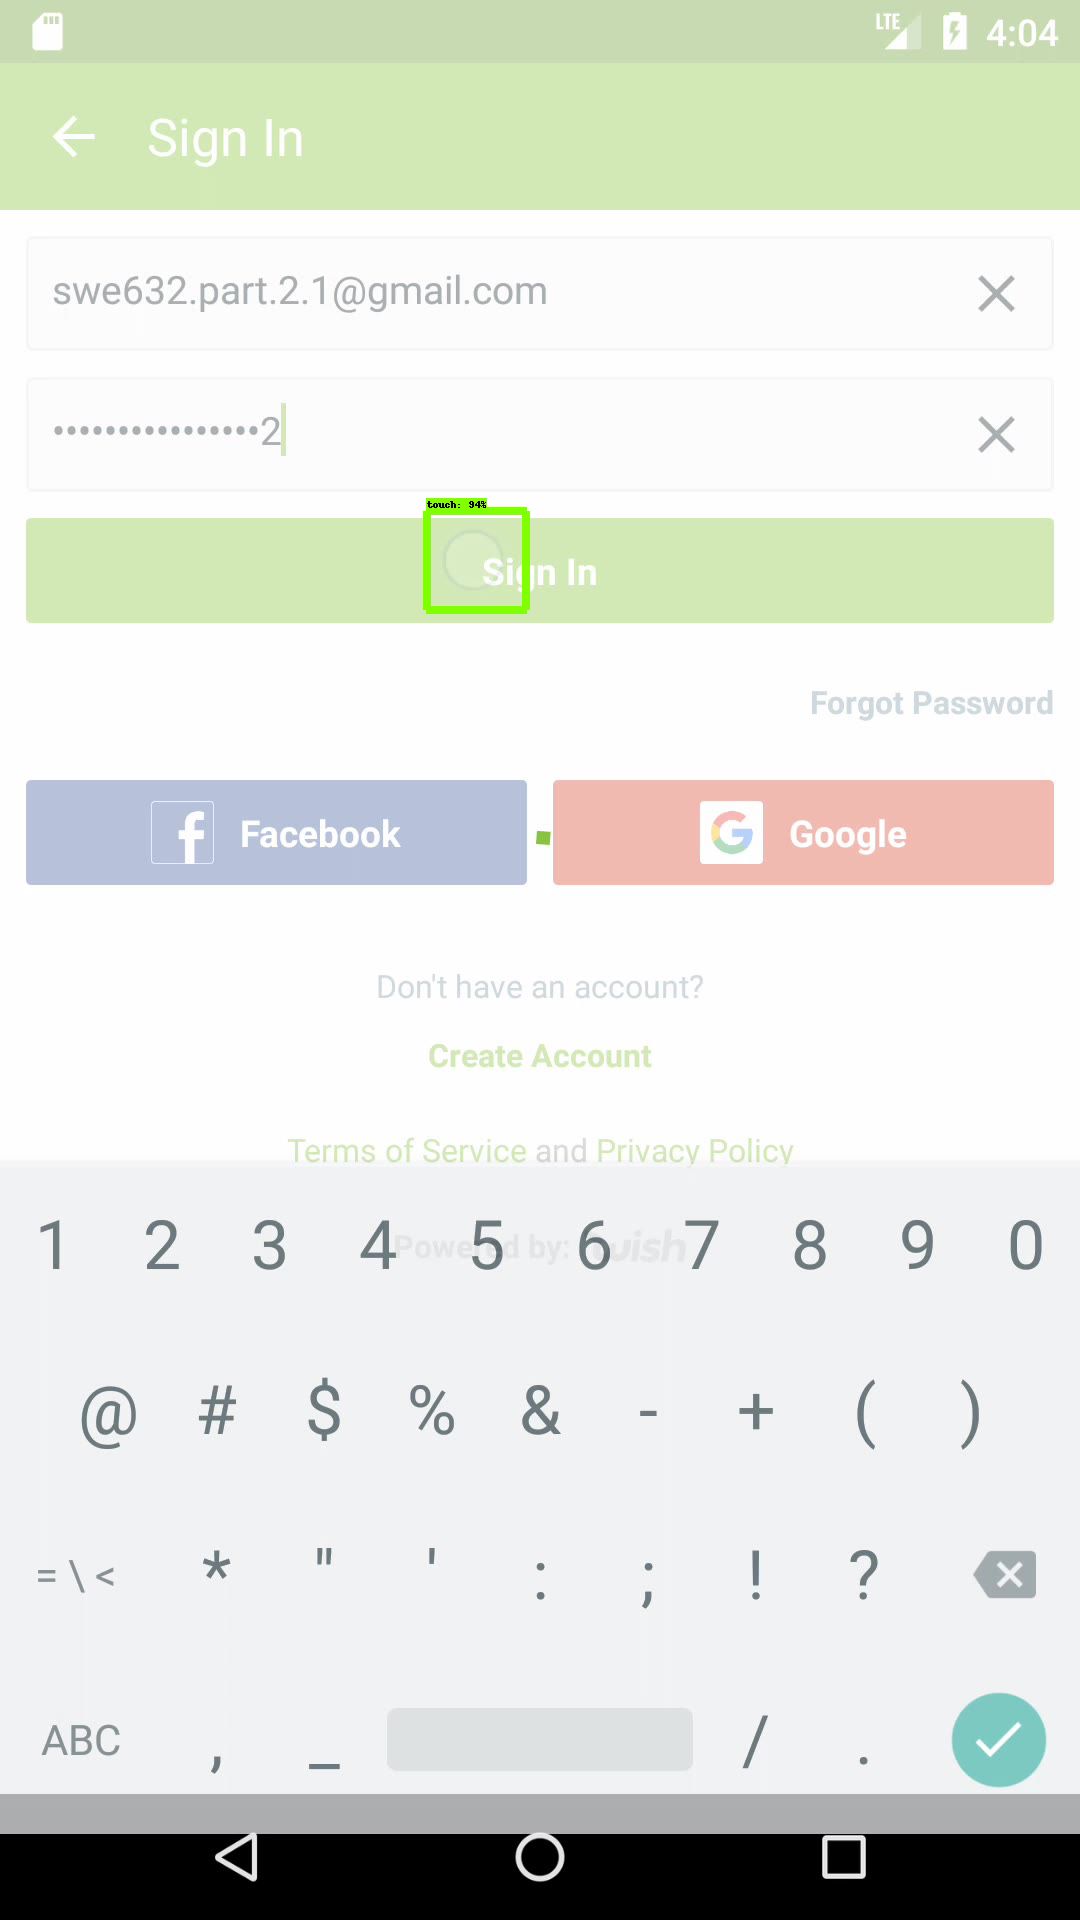 LTE 4:04
Sign In
swe632.part.2.1@gmail.com
•••••••••••••••••2
touch: 94%
Sign In
Forgot Password
Facebook
Google
Don't have an account?
Create Account
Terms of Service and Privacy Policy
Powered by: wish
1 2 3 4 5 6 7 8 9 0
@ # $ % & - + ( )
= \ < * " ' : ; ! ?
ABC , _ / .